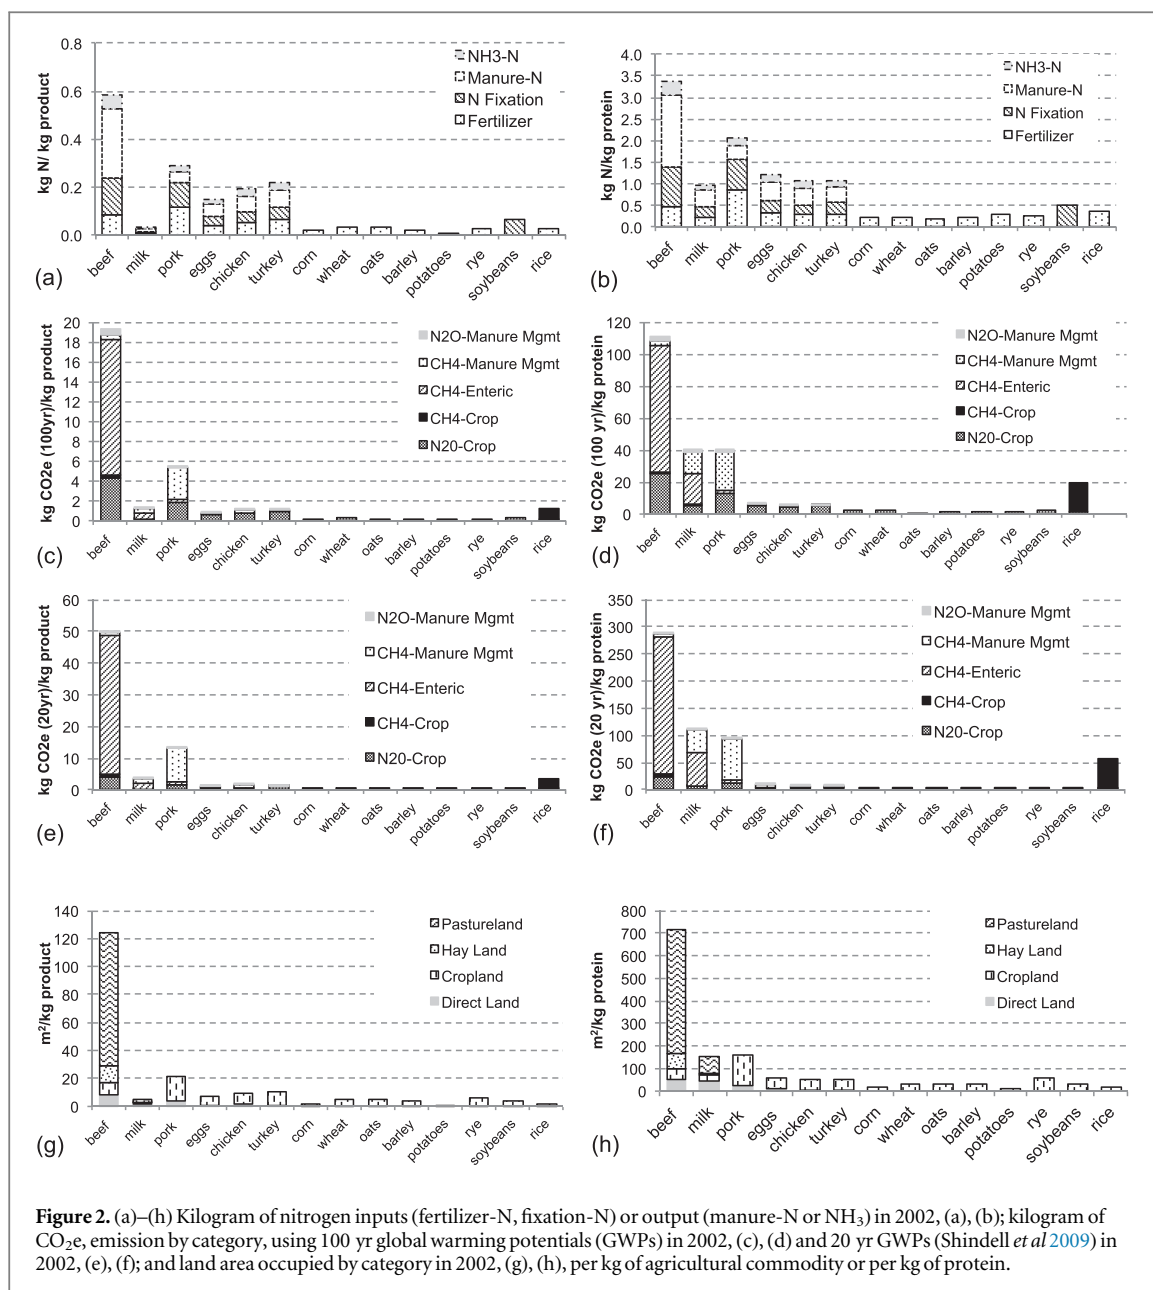 0.8
0.6
0.4
0.2
0.0
kg N/ kg product
NH3-N
Manure-N
N Fixation
Fertilizer
beef
milk
pork
eggs
chicken
turkey
corn
wheat
oats
barley
potatoes
rye
soybeans
rice
(a)
4.0
3.5
3.0
2.5
2.0
1.5
1.0
0.5
0.0
kg N/kg protein
NH3-N
Manure-N
N Fixation
Fertilizer
beef
milk
pork
eggs
chicken
turkey
corn
wheat
oats
barley
potatoes
rye
soybeans
rice
(b)
20
18
16
14
12
10
8
6
4
2
0
kg CO2e (100yr)/kg product
N2O-Manure Mgmt
CH4-Manure Mgmt
CH4-Enteric
CH4-Crop
N20-Crop
beef
milk
pork
eggs
chicken
turkey
corn
wheat
oats
barley
potatoes
rye
soybeans
rice
(c)
120
100
80
60
40
20
0
kg CO2e (100 yr)/kg protein
N2O-Manure Mgmt
CH4-Manure Mgmt
CH4-Enteric
CH4-Crop
N20-Crop
beef
milk
pork
eggs
chicken
turkey
corn
wheat
oats
barley
potatoes
rye
soybeans
rice
(d)
60
50
40
30
20
10
0
kg CO2e (20yr)/kg product
N2O-Manure Mgmt
CH4-Manure Mgmt
CH4-Enteric
CH4-Crop
N20-Crop
beef
milk
pork
eggs
chicken
turkey
corn
wheat
oats
barley
potatoes
rye
soybeans
rice
(e)
350
300
250
200
150
100
50
0
kg CO2e (20 yr)/kg protein
N2O-Manure Mgmt
CH4-Manure Mgmt
CH4-Enteric
CH4-Crop
N20-Crop
beef
milk
pork
eggs
chicken
turkey
corn
wheat
oats
barley
potatoes
rye
soybeans
rice
(f)
140
120
100
80
60
40
20
0
m²/kg product
Pastureland
Hay Land
Cropland
Direct Land
beef
milk
pork
eggs
chicken
turkey
corn
wheat
oats
barley
potatoes
rye
soybeans
rice
(g)
800
700
600
500
400
300
200
100
0
m²/kg protein
Pastureland
Hay Land
Cropland
Direct Land
beef
milk
pork
eggs
chicken
turkey
corn
wheat
oats
barley
potatoes
rye
soybeans
rice
(h)
Figure 2. (a)–(h) Kilogram of nitrogen inputs (fertilizer-N, fixation-N) or output (manure-N or NH₃) in 2002, (a), (b); kilogram of
CO₂e, emission by category, using 100 yr global warming potentials (GWPs) in 2002, (c), (d) and 20 yr GWPs (Shindell et al 2009) in
2002, (e), (f); and land area occupied by category in 2002, (g), (h), per kg of agricultural commodity or per kg of protein.